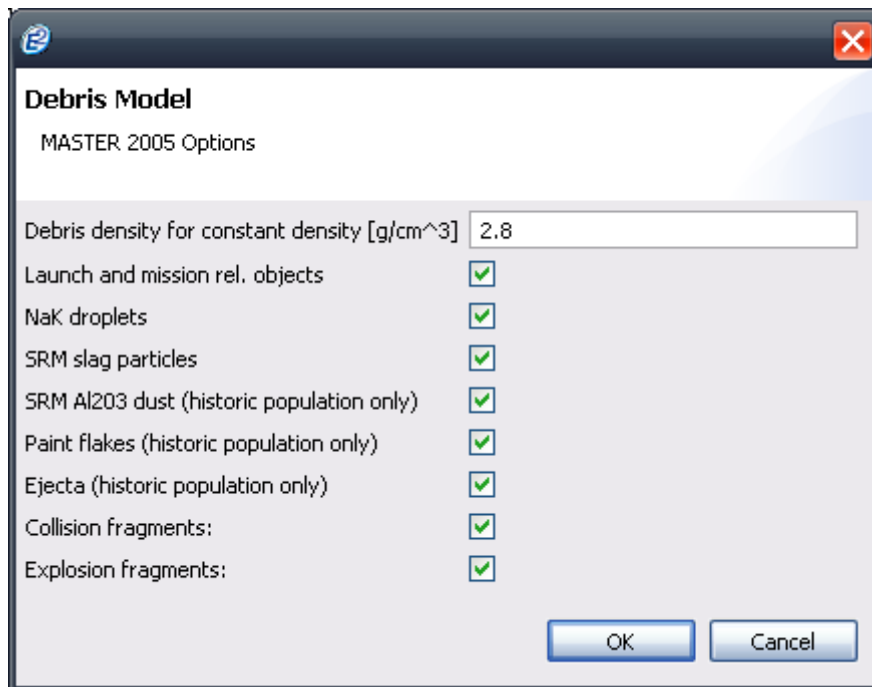 Debris Model
MASTER 2005 Options
Debris density for constant density [g/cm^3] 2.8
Launch and mission rel. objects
NaK droplets
SRM slag particles
SRM Al203 dust (historic population only)
Paint flakes (historic population only)
Ejecta (historic population only)
Collision fragments:
Explosion fragments:
OK Cancel